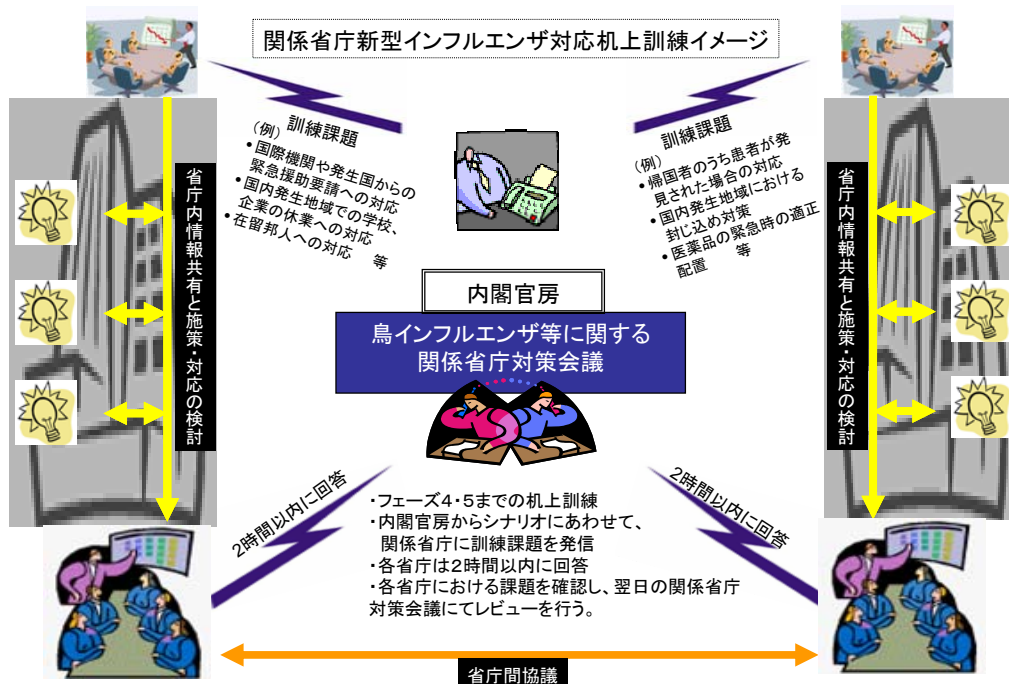 関係省庁新型インフルエンザ対応机上訓練イメージ
訓練課題
(例)
•国際機関や発生国からの
緊急援助要請への対応
•国内発生地域での学校、
企業の休業への対応
•在留邦人への対応　等
訓練課題
(例)
•帰国者のうち患者が発
見された場合の対応
•国内発生地域における
封じ込め対策
•医薬品の緊急時の適正
配置　等
省庁内情報共有と施策・対応の検討
省庁内情報共有と施策・対応の検討
内閣官房
鳥インフルエンザ等に関する
関係省庁対策会議
2時間以内に回答
2時間以内に回答
・フェーズ4・5までの机上訓練
・内閣官房からシナリオにあわせて、
関係省庁に訓練課題を発信
・各省庁は2時間以内に回答
・各省庁における課題を確認し、翌日の関係省庁
対策会議にてレビューを行う。
省庁間協議